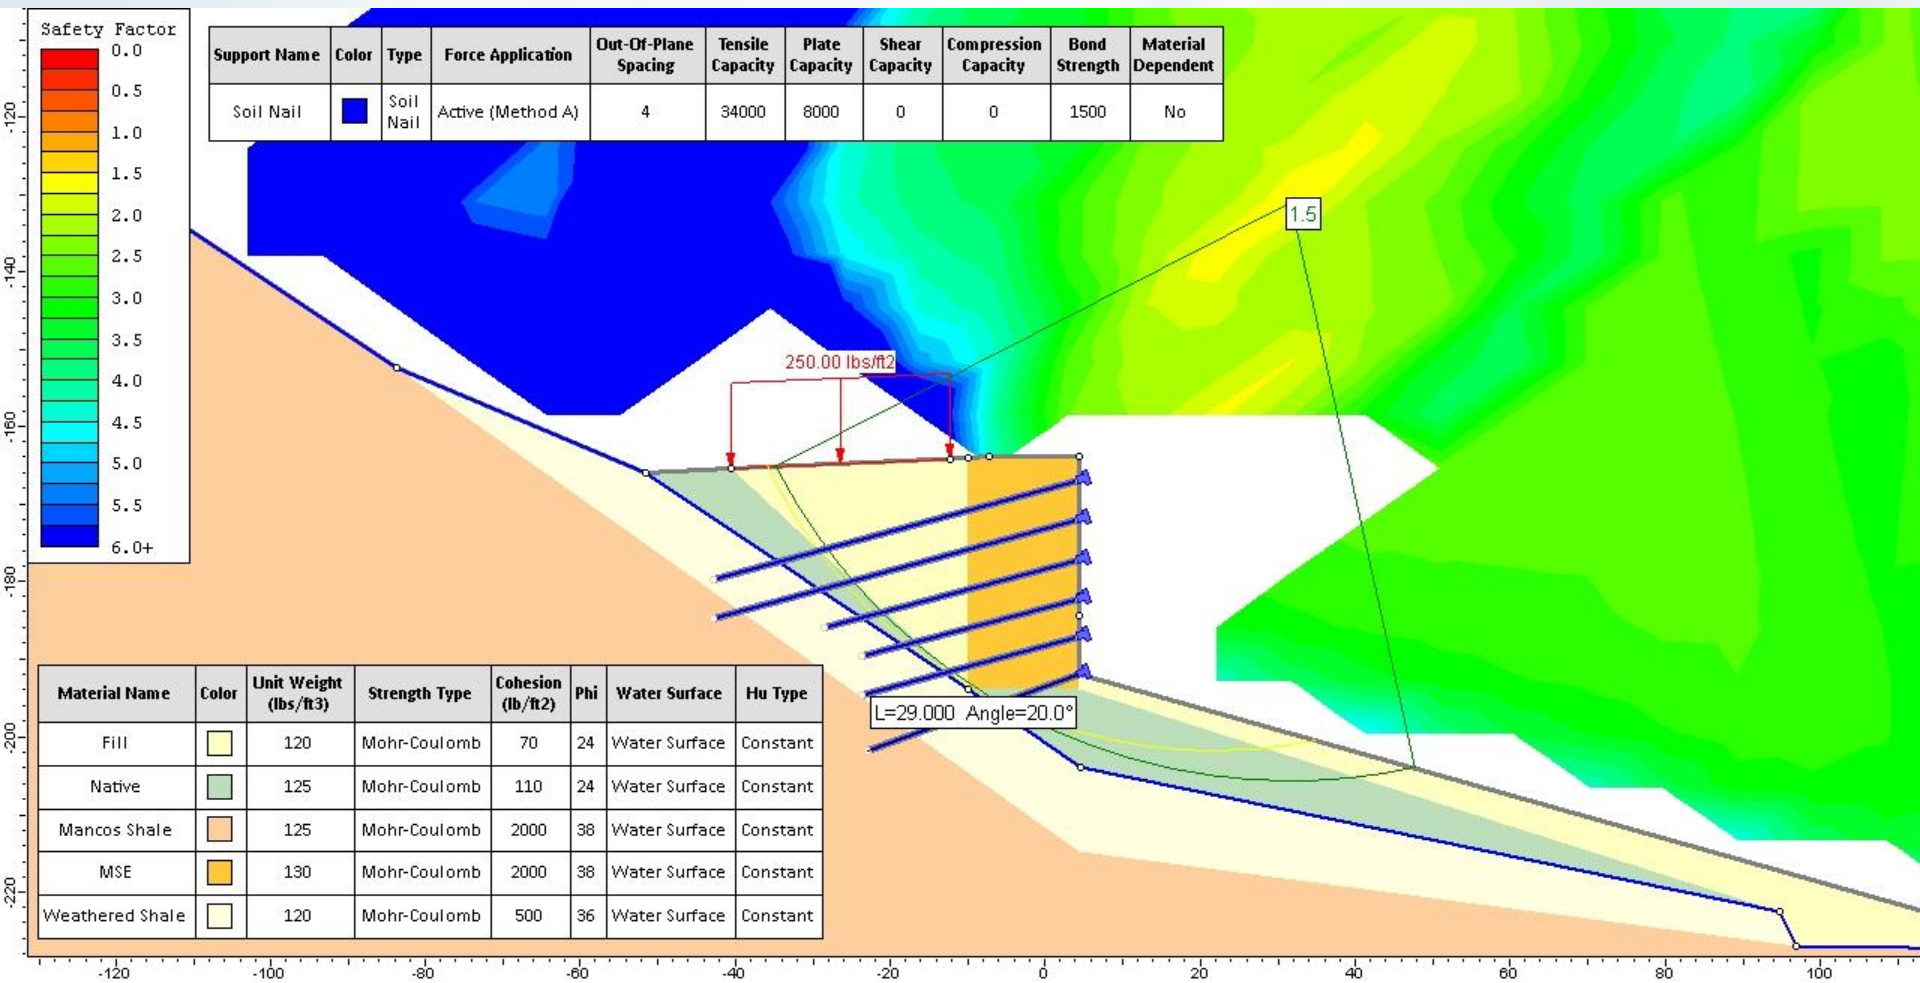 Safety Factor
0.0
0.5
1.0
1.5
2.0
2.5
3.0
3.5
4.0
4.5
5.0
5.5
6.0+
Support Name Color Type Force Application Out-Of-Plane Spacing Tensile Capacity Plate Capacity Shear Capacity Compression Capacity Bond Strength Material Dependent
Soil Nail Soil Nail Active (Method A) 4 34000 8000 0 0 1500 No
1.5
250.00 lbs/ft2
L=29.000 Angle=20.0°
Material Name Color Unit Weight (lbs/ft3) Strength Type Cohesion (lb/ft2) Phi Water Surface Hu Type
Fill 120 Mohr-Coulomb 70 24 Water Surface Constant
Native 125 Mohr-Coulomb 110 24 Water Surface Constant
Mancos Shale 125 Mohr-Coulomb 2000 38 Water Surface Constant
MSE 130 Mohr-Coulomb 2000 38 Water Surface Constant
Weathered Shale 120 Mohr-Coulomb 500 36 Water Surface Constant
-120
-140
-160
-180
-200
-220
-120 -100 -80 -60 -40 -20 0 20 40 60 80 100